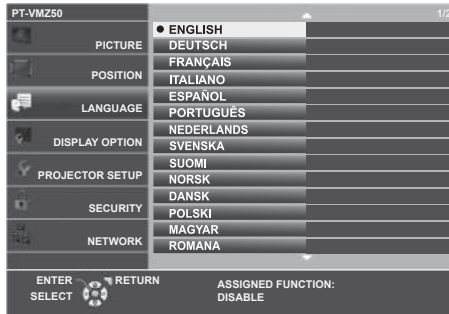 PT-VMZ50
1/2
PICTURE
POSITION
LANGUAGE
DISPLAY OPTION
PROJECTOR SETUP
SECURITY
NETWORK
ENGLISH
DEUTSCH
FRANÇAIS
ITALIANO
ESPAÑOL
PORTUGUÊS
NEDERLANDS
SVENSKA
SUOMI
NORSK
DANSK
POLSKI
MAGYAR
ROMANA
ENTER
RETURN
SELECT
ASSIGNED FUNCTION:
DISABLE